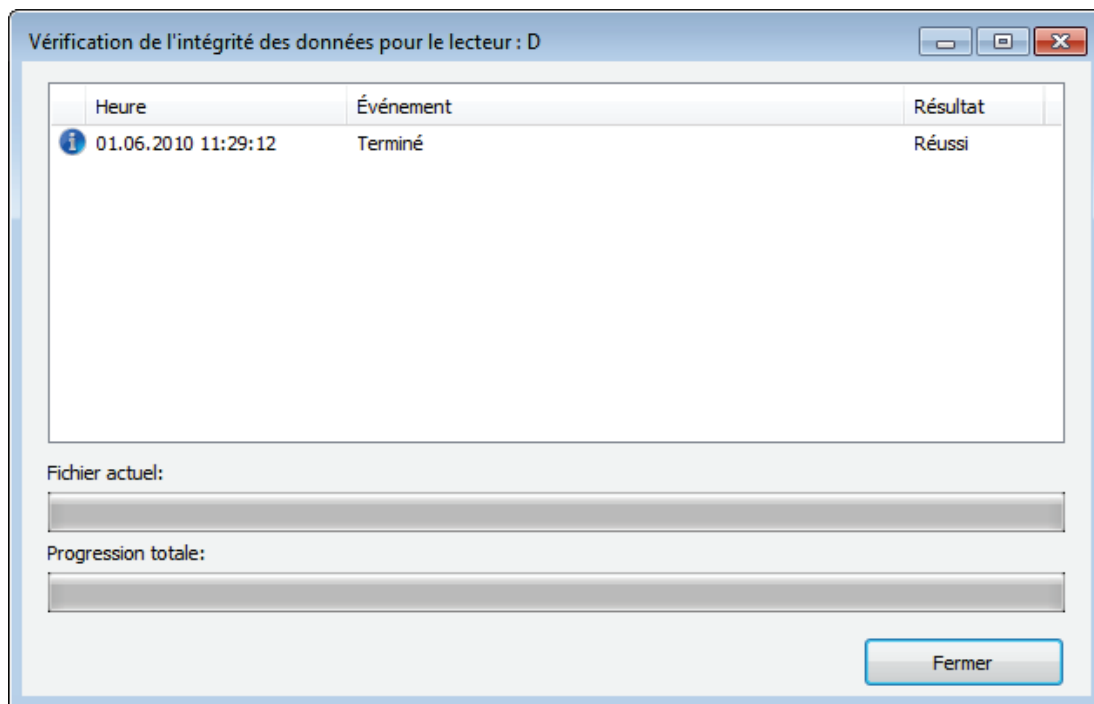 Vérification de l'intégrité des données pour le lecteur : D
Heure Événement Résultat
01.06.2010 11:29:12 Terminé Réussi
Fichier actuel:
Progression totale:
Fermer